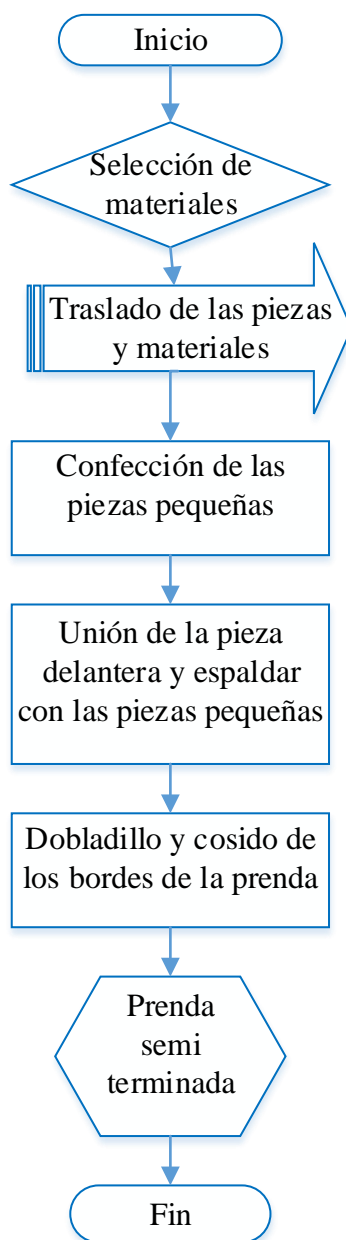 Inicio
Selección de
materiales
Traslado de las piezas
y materiales
Confección de las
piezas pequeñas
Unión de la pieza
delantera y espaldar
con las piezas pequeñas
Dobladillo y cosido de
los bordes de la prenda
Prenda
semi
terminada
Fin